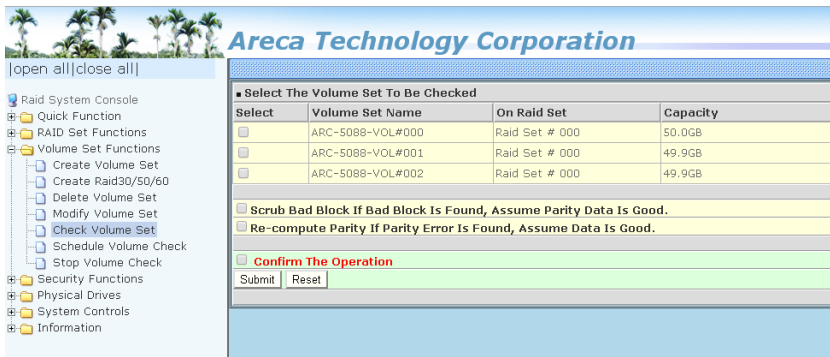 Areca Technology Corporation
|open all|close all|
Raid System Console
Quick Function
RAID Set Functions
Volume Set Functions
Create Volume Set
Create Raid30/50/60
Delete Volume Set
Modify Volume Set
Check Volume Set
Schedule Volume Check
Stop Volume Check
Security Functions
Physical Drives
System Controls
Information
Select The Volume Set To Be Checked
Select Volume Set Name On Raid Set Capacity
ARC-5088-VOL#000 Raid Set # 000 50.0GB
ARC-5088-VOL#001 Raid Set # 000 49.9GB
ARC-5088-VOL#002 Raid Set # 000 49.9GB
Scrub Bad Block If Bad Block Is Found, Assume Parity Data Is Good.
Re-compute Parity If Parity Error Is Found, Assume Data Is Good.
Confirm The Operation
Submit Reset